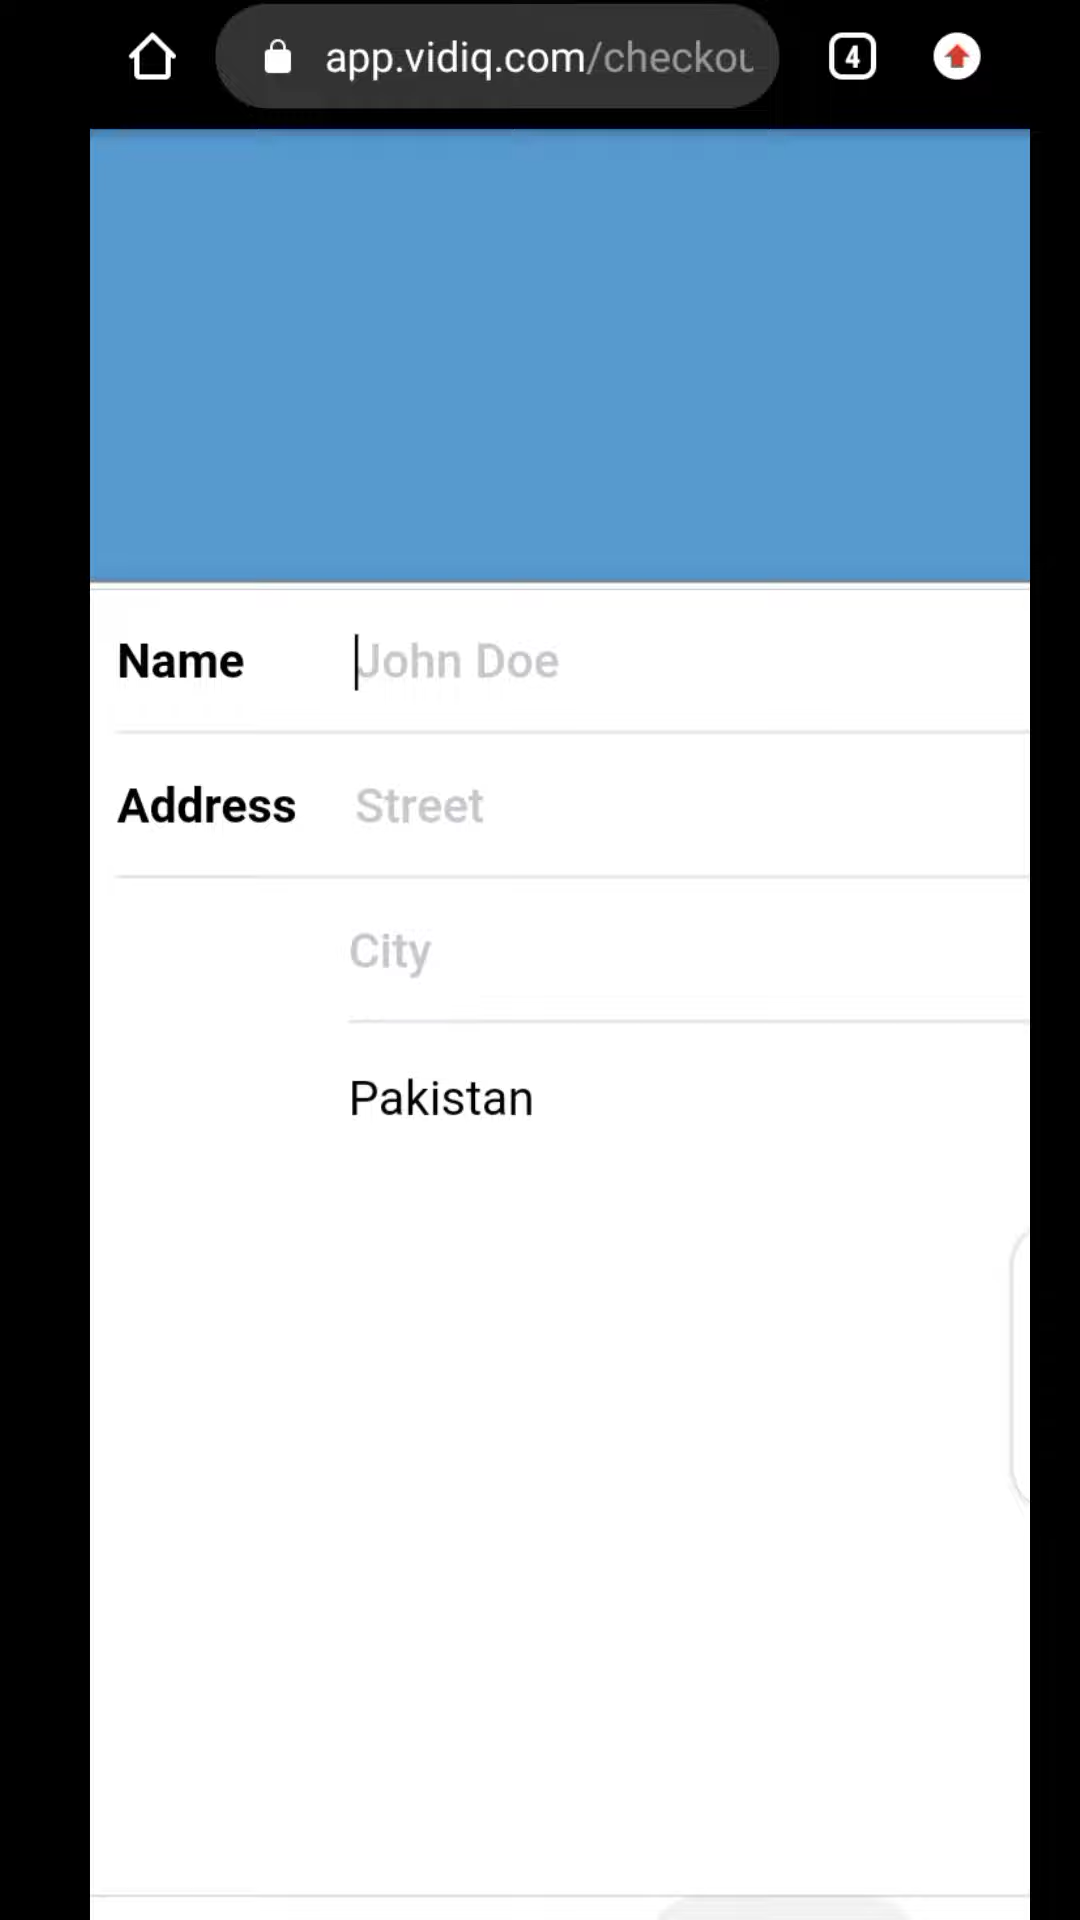 app.vidiq.com/checkou
4
Name John Doe
Address Street
City
Pakistan